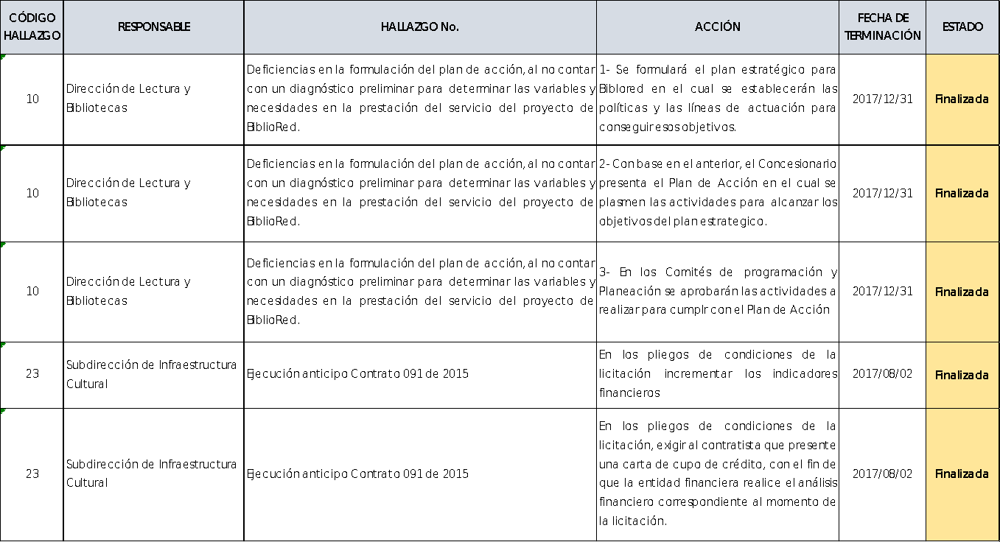 CÓDIGO
HALLAZGO
RESPONSABLE
HALLAZGO No.
ACCIÓN
FECHA DE
TERMINACIÓN
ESTADO
10
Dirección de Lectura y
Bibliotecas
Deficiencias en la formulación del plan de acción, al no contar
con un diagnóstico preliminar para determinar las variables y
necesidades en la prestación del servicio del proyecto de
BiblioRed.
1- Se formulará el plan estratégico para
Biblored en el cual se establecerán las
políticas y las líneas de actuación para
conseguir esos objetivos.
2017/12/31
Finalizada
10
Dirección de Lectura y
Bibliotecas
Deficiencias en la formulación del plan de acción, al no contar
con un diagnóstico preliminar para determinar las variables y
necesidades en la prestación del servicio del proyecto de
BiblioRed.
2- Con base en el anterior, el Concesionario
presenta el Plan de Acción en el cual se
plasmen las actividades para alcanzar los
objetivos del plan estrategico.
2017/12/31
Finalizada
10
Dirección de Lectura y
Bibliotecas
Deficiencias en la formulación del plan de acción, al no contar
con un diagnóstico preliminar para determinar las variables y
necesidades en la prestación del servicio del proyecto de
BiblioRed.
3- En los Comités de programación y
Planeación se aprobarán las actividades a
realizar para cumplr con el Plan de Acción
2017/12/31
Finalizada
23
Subdirección de Infraestructura
Cultural
Ejecución anticipo Contrato 091 de 2015
En los pliegos de condiciones de la
licitación incrementar los indicadores
financieros
2017/08/02
Finalizada
23
Subdirección de Infraestructura
Cultural
Ejecución anticipo Contrato 091 de 2015
En los pliegos de condiciones de la
licitación, exigir al contratista que presente
una carta de cupo de crédito, con el fin de
que la entidad financiera realice el análisis
financiero correspondiente al momento de
la licitación.
2017/08/02
Finalizada